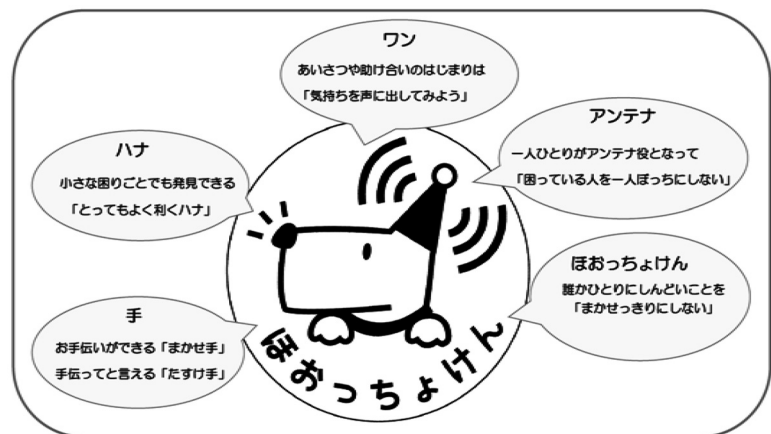 ワン
あいさつや助け合いのはじまりは
「気持ちを声に出してみよう」
アンテナ
一人ひとりがアンテナ役となって
「困っている人を一人ぼっちにしない」
ハナ
小さな困りごとでも発見できる
「とってもよく利くハナ」
ほおっちょけん
誰かひとりにしんどいことを
「まかせっきりにしない」
手
お手伝いができる「まかせ手」
手伝ってと言える「たすけ手」
ほおっちょけん